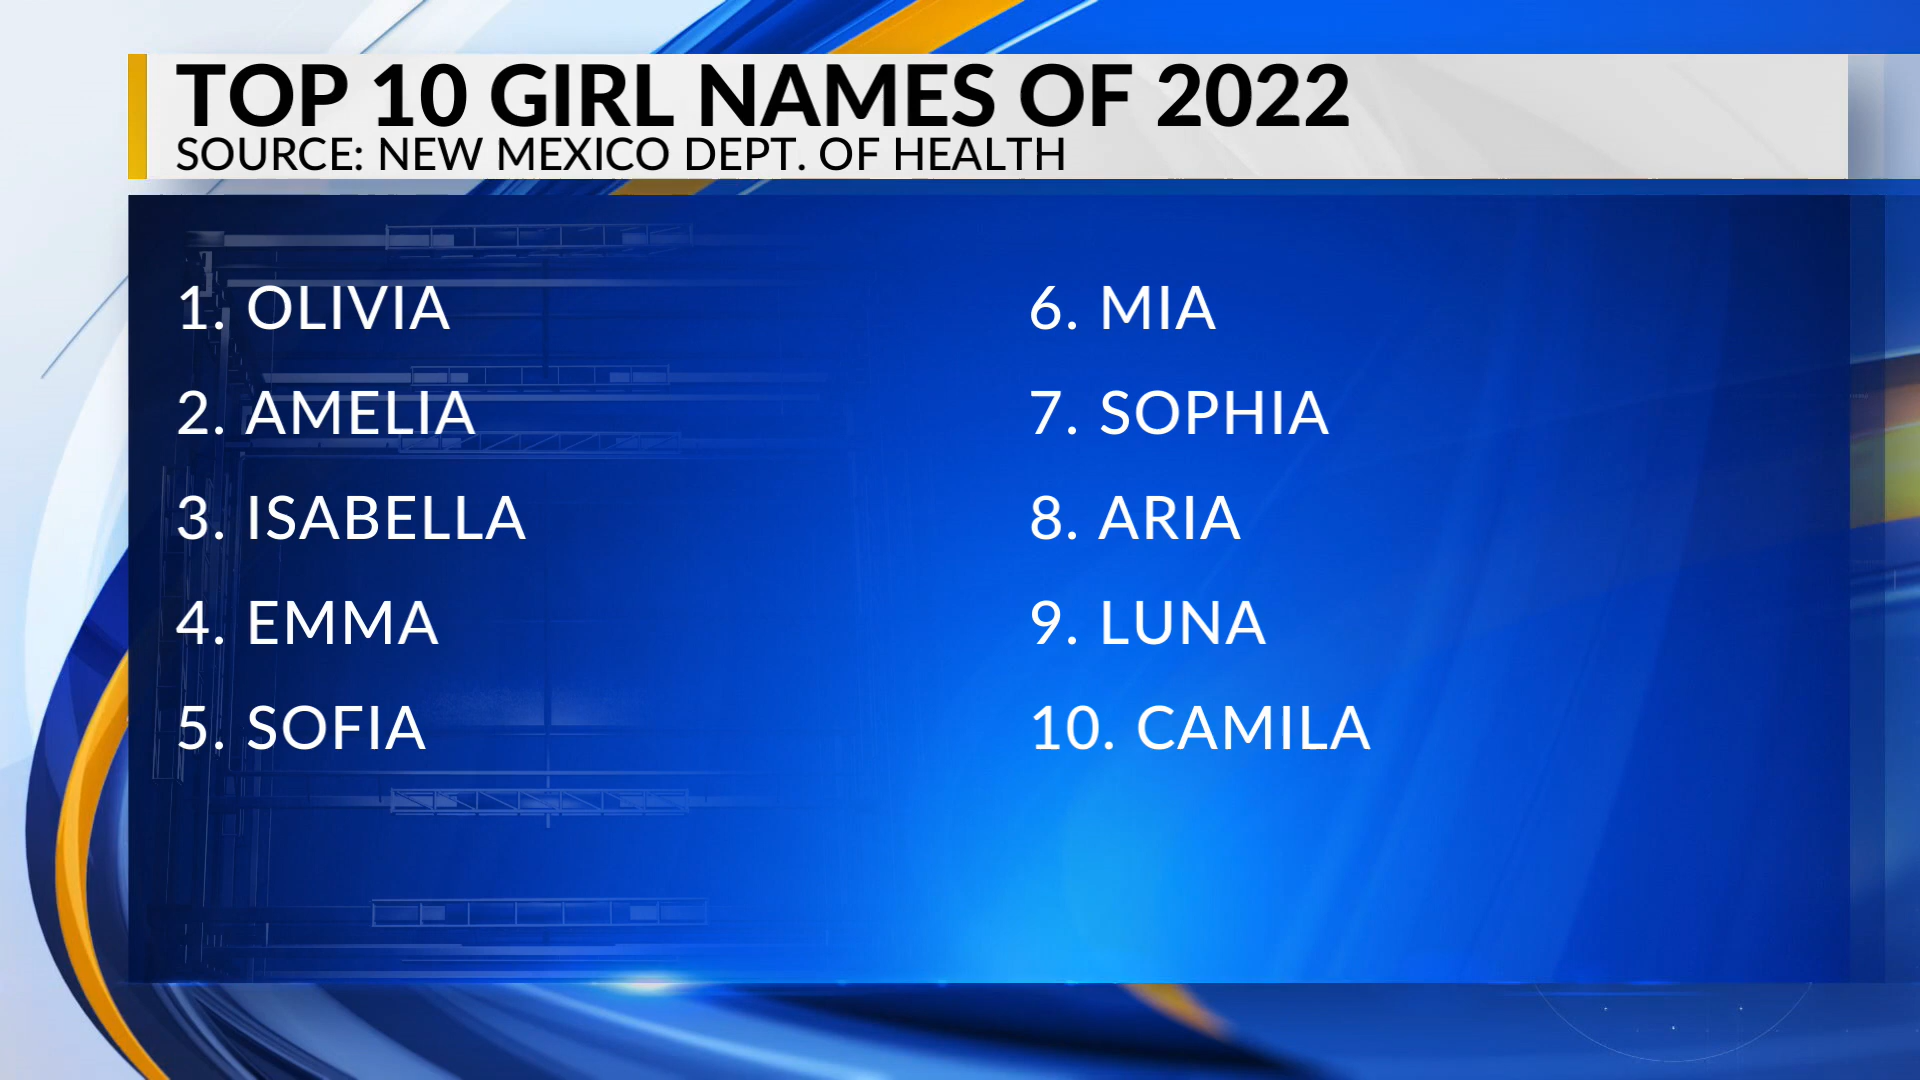 TOP 10 GIRL NAMES OF 2022
SOURCE: NEW MEXICO DEPT. OF HEALTH
1. OLIVIA
2. AMELIA
3. ISABELLA
4. EMMA
5. SOFIA
6. MIA
7. SOPHIA
8. ARIA
9. LUNA
10. CAMILA